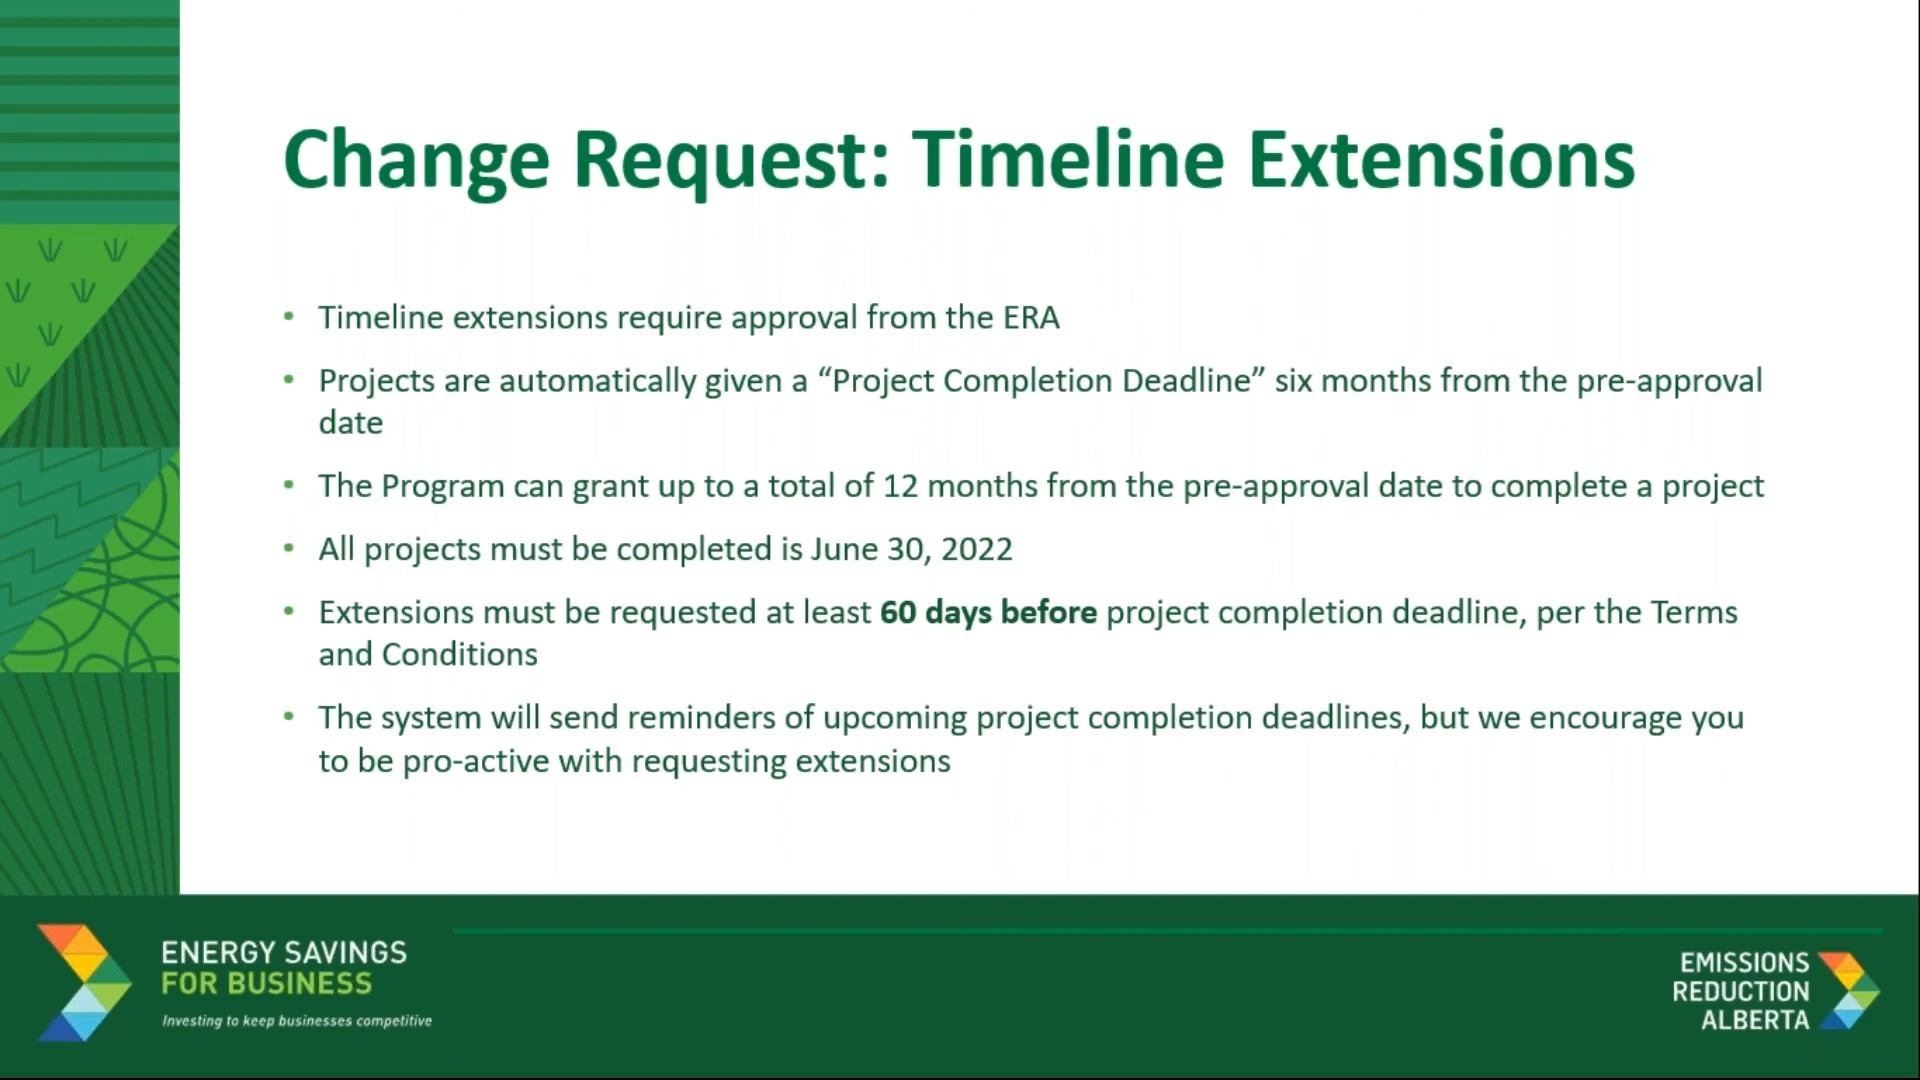 Change Request: Timeline Extensions
• Timeline extensions require approval from the ERA
• Projects are automatically given a “Project Completion Deadline” six months from the pre-approval
date
• The Program can grant up to a total of 12 months from the pre-approval date to complete a project
• All projects must be completed is June 30, 2022
• Extensions must be requested at least 60 days before project completion deadline, per the Terms
and Conditions
• The system will send reminders of upcoming project completion deadlines, but we encourage you
to be pro-active with requesting extensions
ENERGY SAVINGS
FOR BUSINESS
Investing to keep businesses competitive
EMISSIONS
REDUCTION
ALBERTA